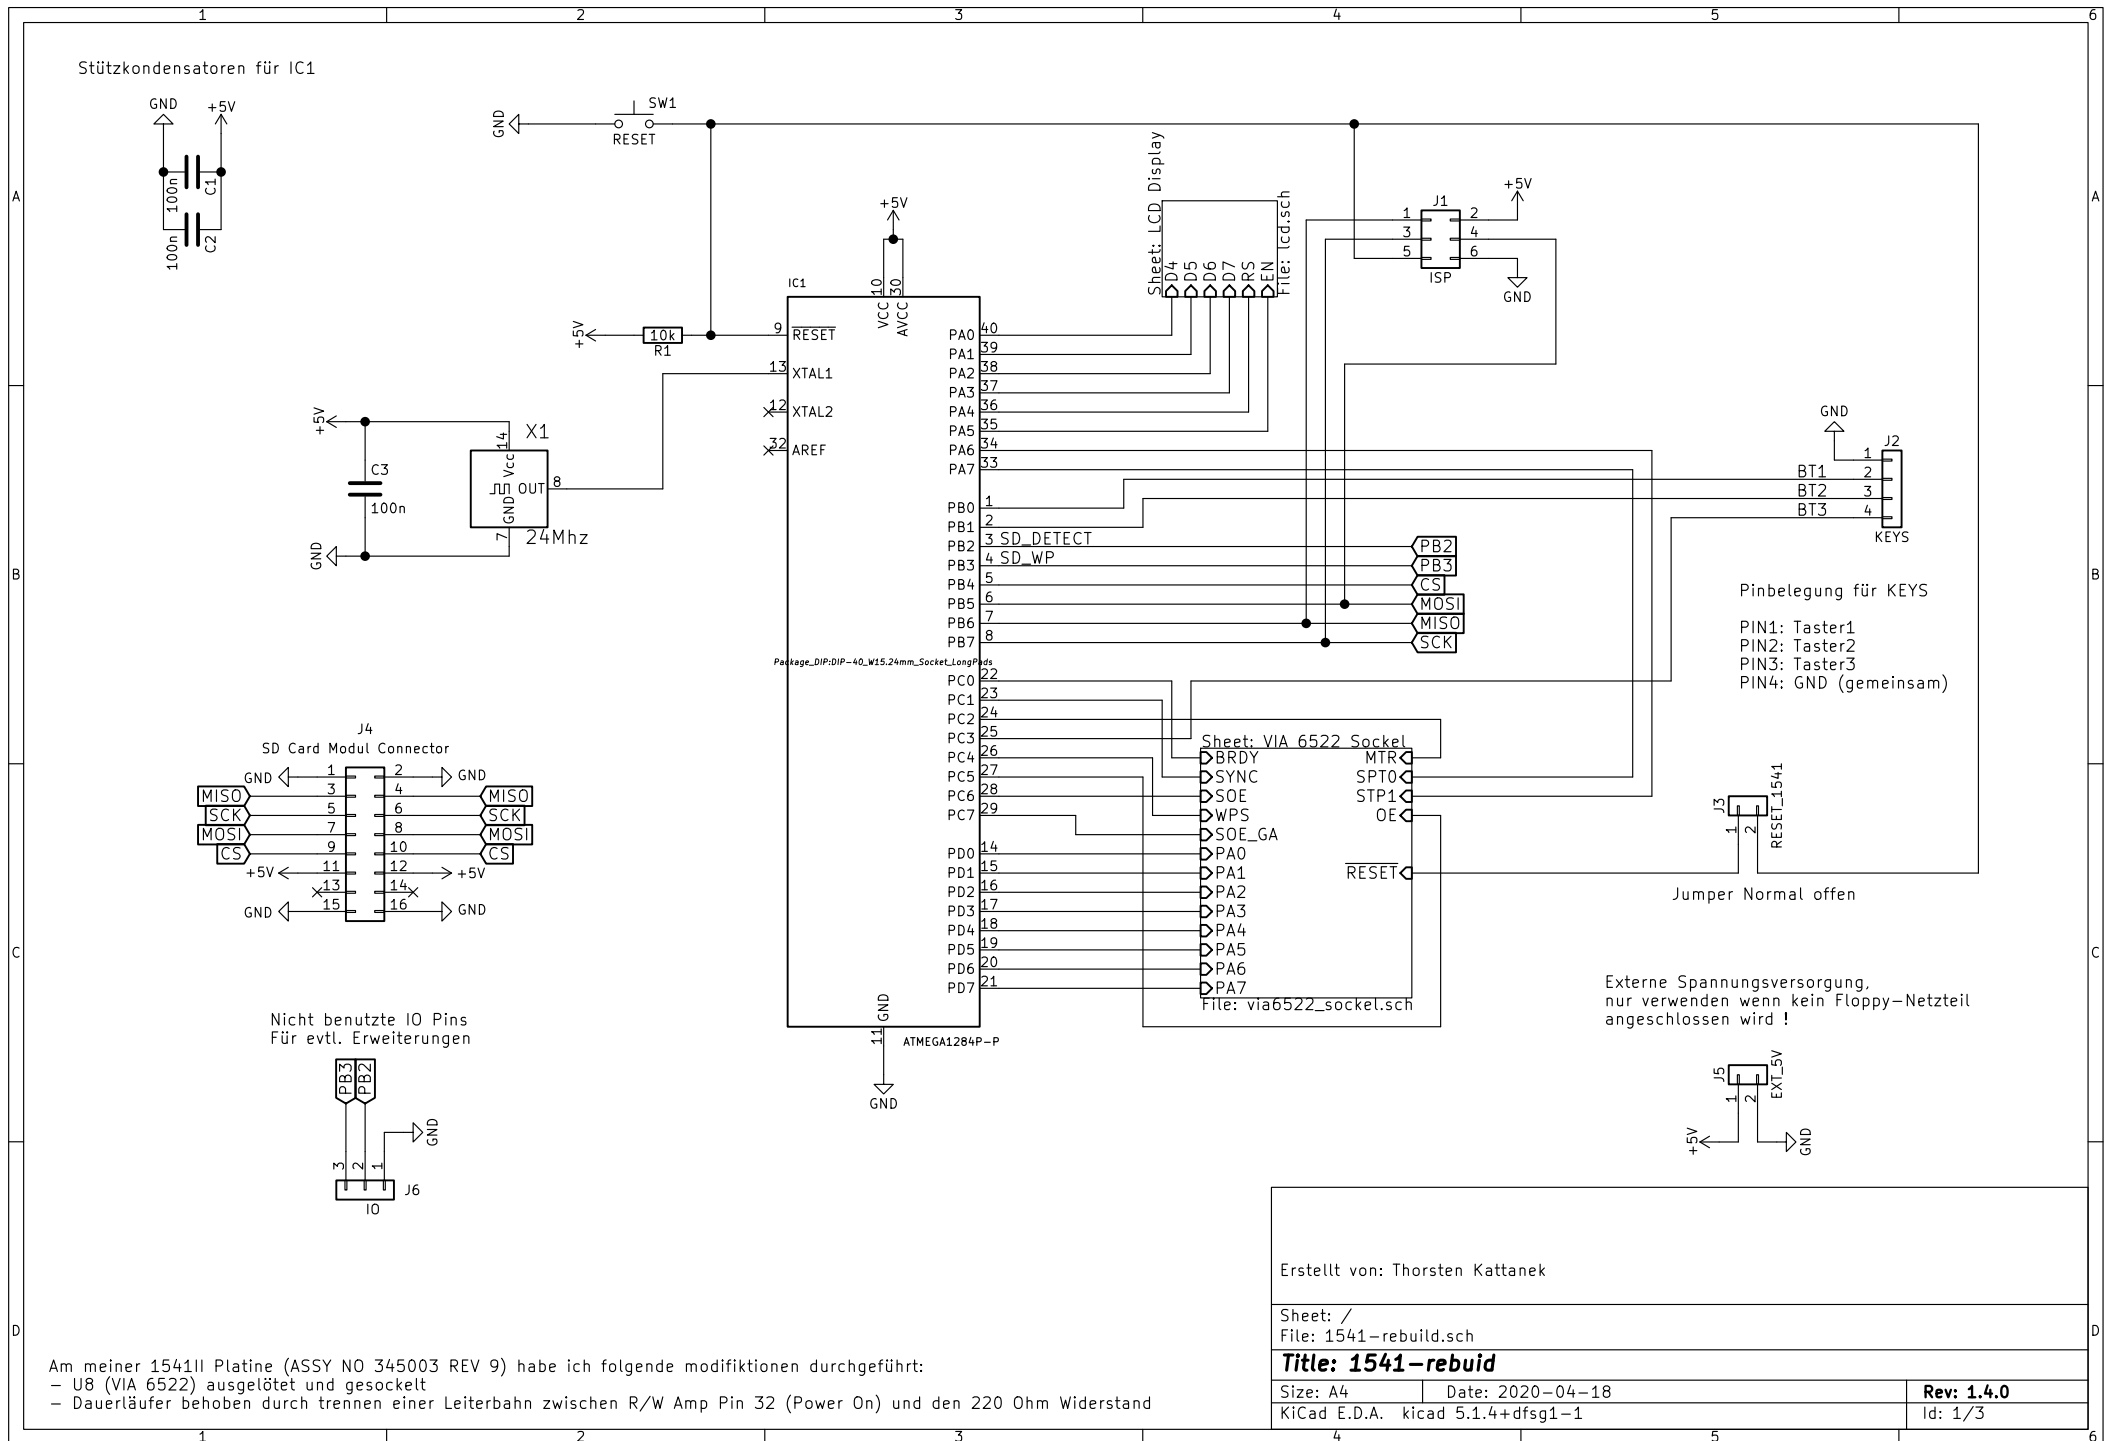 1 2 3 4 5 6
Stützkondensatoren für IC1
GND
+5V
100n
C1
100n
C2
GND
SW1
RESET
+5V
10k
R1
+5V
C3
100n
GND
X1
14
Vcc
OUT
8
GND
7
24Mhz
+5V
IC1
10
VCC
30
AVCC
9 RESET
13 XTAL1
12 XTAL2
32 AREF
PA0 40
PA1 39
PA2 38
PA3 37
PA4 36
PA5 35
PA6 34
PA7 33
PB0 1
PB1 2
PB2 3 SD_DETECT
PB3 4 SD_WP
PB4 5
PB5 6
PB6 7
PB7 8
Package_DIP:DIP-40_W15.24mm_Socket_LongPads
PC0 22
PC1 23
PC2 24
PC3 25
PC4 26
PC5 27
PC6 28
PC7 29
PD0 14
PD1 15
PD2 16
PD3 17
PD4 18
PD5 19
PD6 20
PD7 21
GND
11
ATMEGA1284P-P
GND
Sheet: LCD Display
D4
D5
D6
D7
RS
EN
File: lcd.sch
J1
1 2
3 4
5 6
ISP
+5V
GND
PB2
PB3
CS
MOSI
MISO
SCK
GND
J2
1
BT1 2
BT2 3
BT3 4
KEYS
Pinbelegung für KEYS
PIN1: Taster1
PIN2: Taster2
PIN3: Taster3
PIN4: GND (gemeinsam)
Sheet: VIA 6522 Sockel
BRDY MTR
SYNC SPT0
SOE STP1
WPS OE
SOE_GA
PA0
PA1 RESET
PA2
PA3
PA4
PA5
PA6
PA7
File: via6522_sockel.sch
J3
1
2
RESET_1541
Jumper Normal offen
Externe Spannungsversorgung,
nur verwenden wenn kein Floppy-Netzteil
angeschlossen wird !
J5
1
2
EXT_5V
+5V
GND
J4
SD Card Modul Connector
GND 1 2 GND
MISO 3 4 MISO
SCK 5 6 SCK
MOSI 7 8 MOSI
CS 9 10 CS
+5V 11 12 +5V
13 14
GND 15 16 GND
Nicht benutzte IO Pins
Für evtl. Erweiterungen
PB3
PB2
GND
3
2
1
J6
IO
A
B
C
D
A
B
C
D
Am meiner 1541II Platine (ASSY NO 345003 REV 9) habe ich folgende modifiktionen durchgeführt:
- U8 (VIA 6522) ausgelötet und gesockelt
- Dauerläufer behoben durch trennen einer Leiterbahn zwischen R/W Amp Pin 32 (Power On) und den 220 Ohm Widerstand
Erstellt von: Thorsten Kattanek
Sheet: /
File: 1541-rebuild.sch
Title: 1541-rebuid
Size: A4 Date: 2020-04-18 Rev: 1.4.0
KiCad E.D.A. kicad 5.1.4+dfsg1-1 Id: 1/3
1 2 3 4 5 6